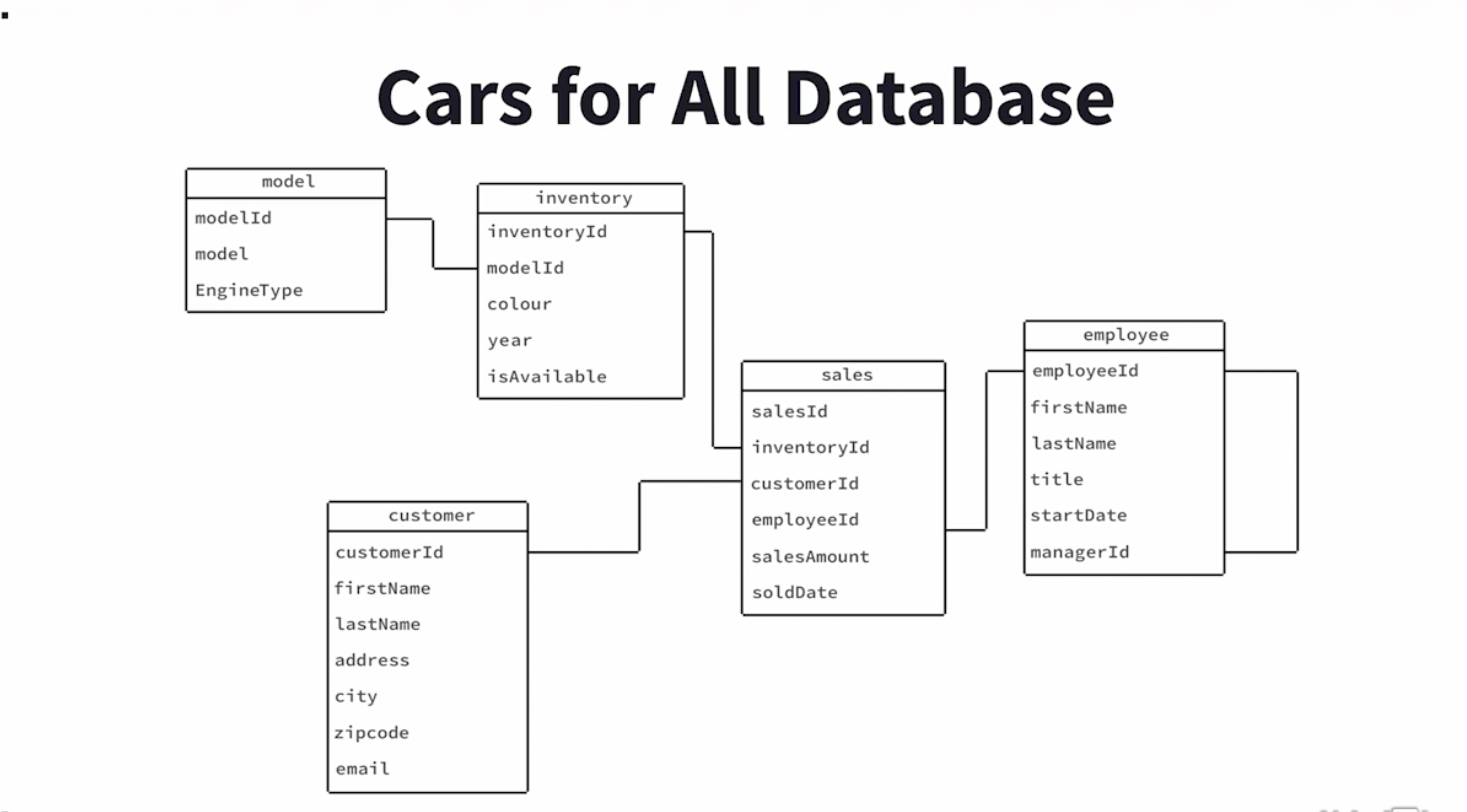 Cars for All Database
model
modelId
model
EngineType
inventory
inventoryId
modelId
colour
year
isAvailable
sales
salesId
inventoryId
customerId
employeeId
salesAmount
soldDate
employee
employeeId
firstName
lastName
title
startDate
managerId
customer
customerId
firstName
lastName
address
city
zipcode
email